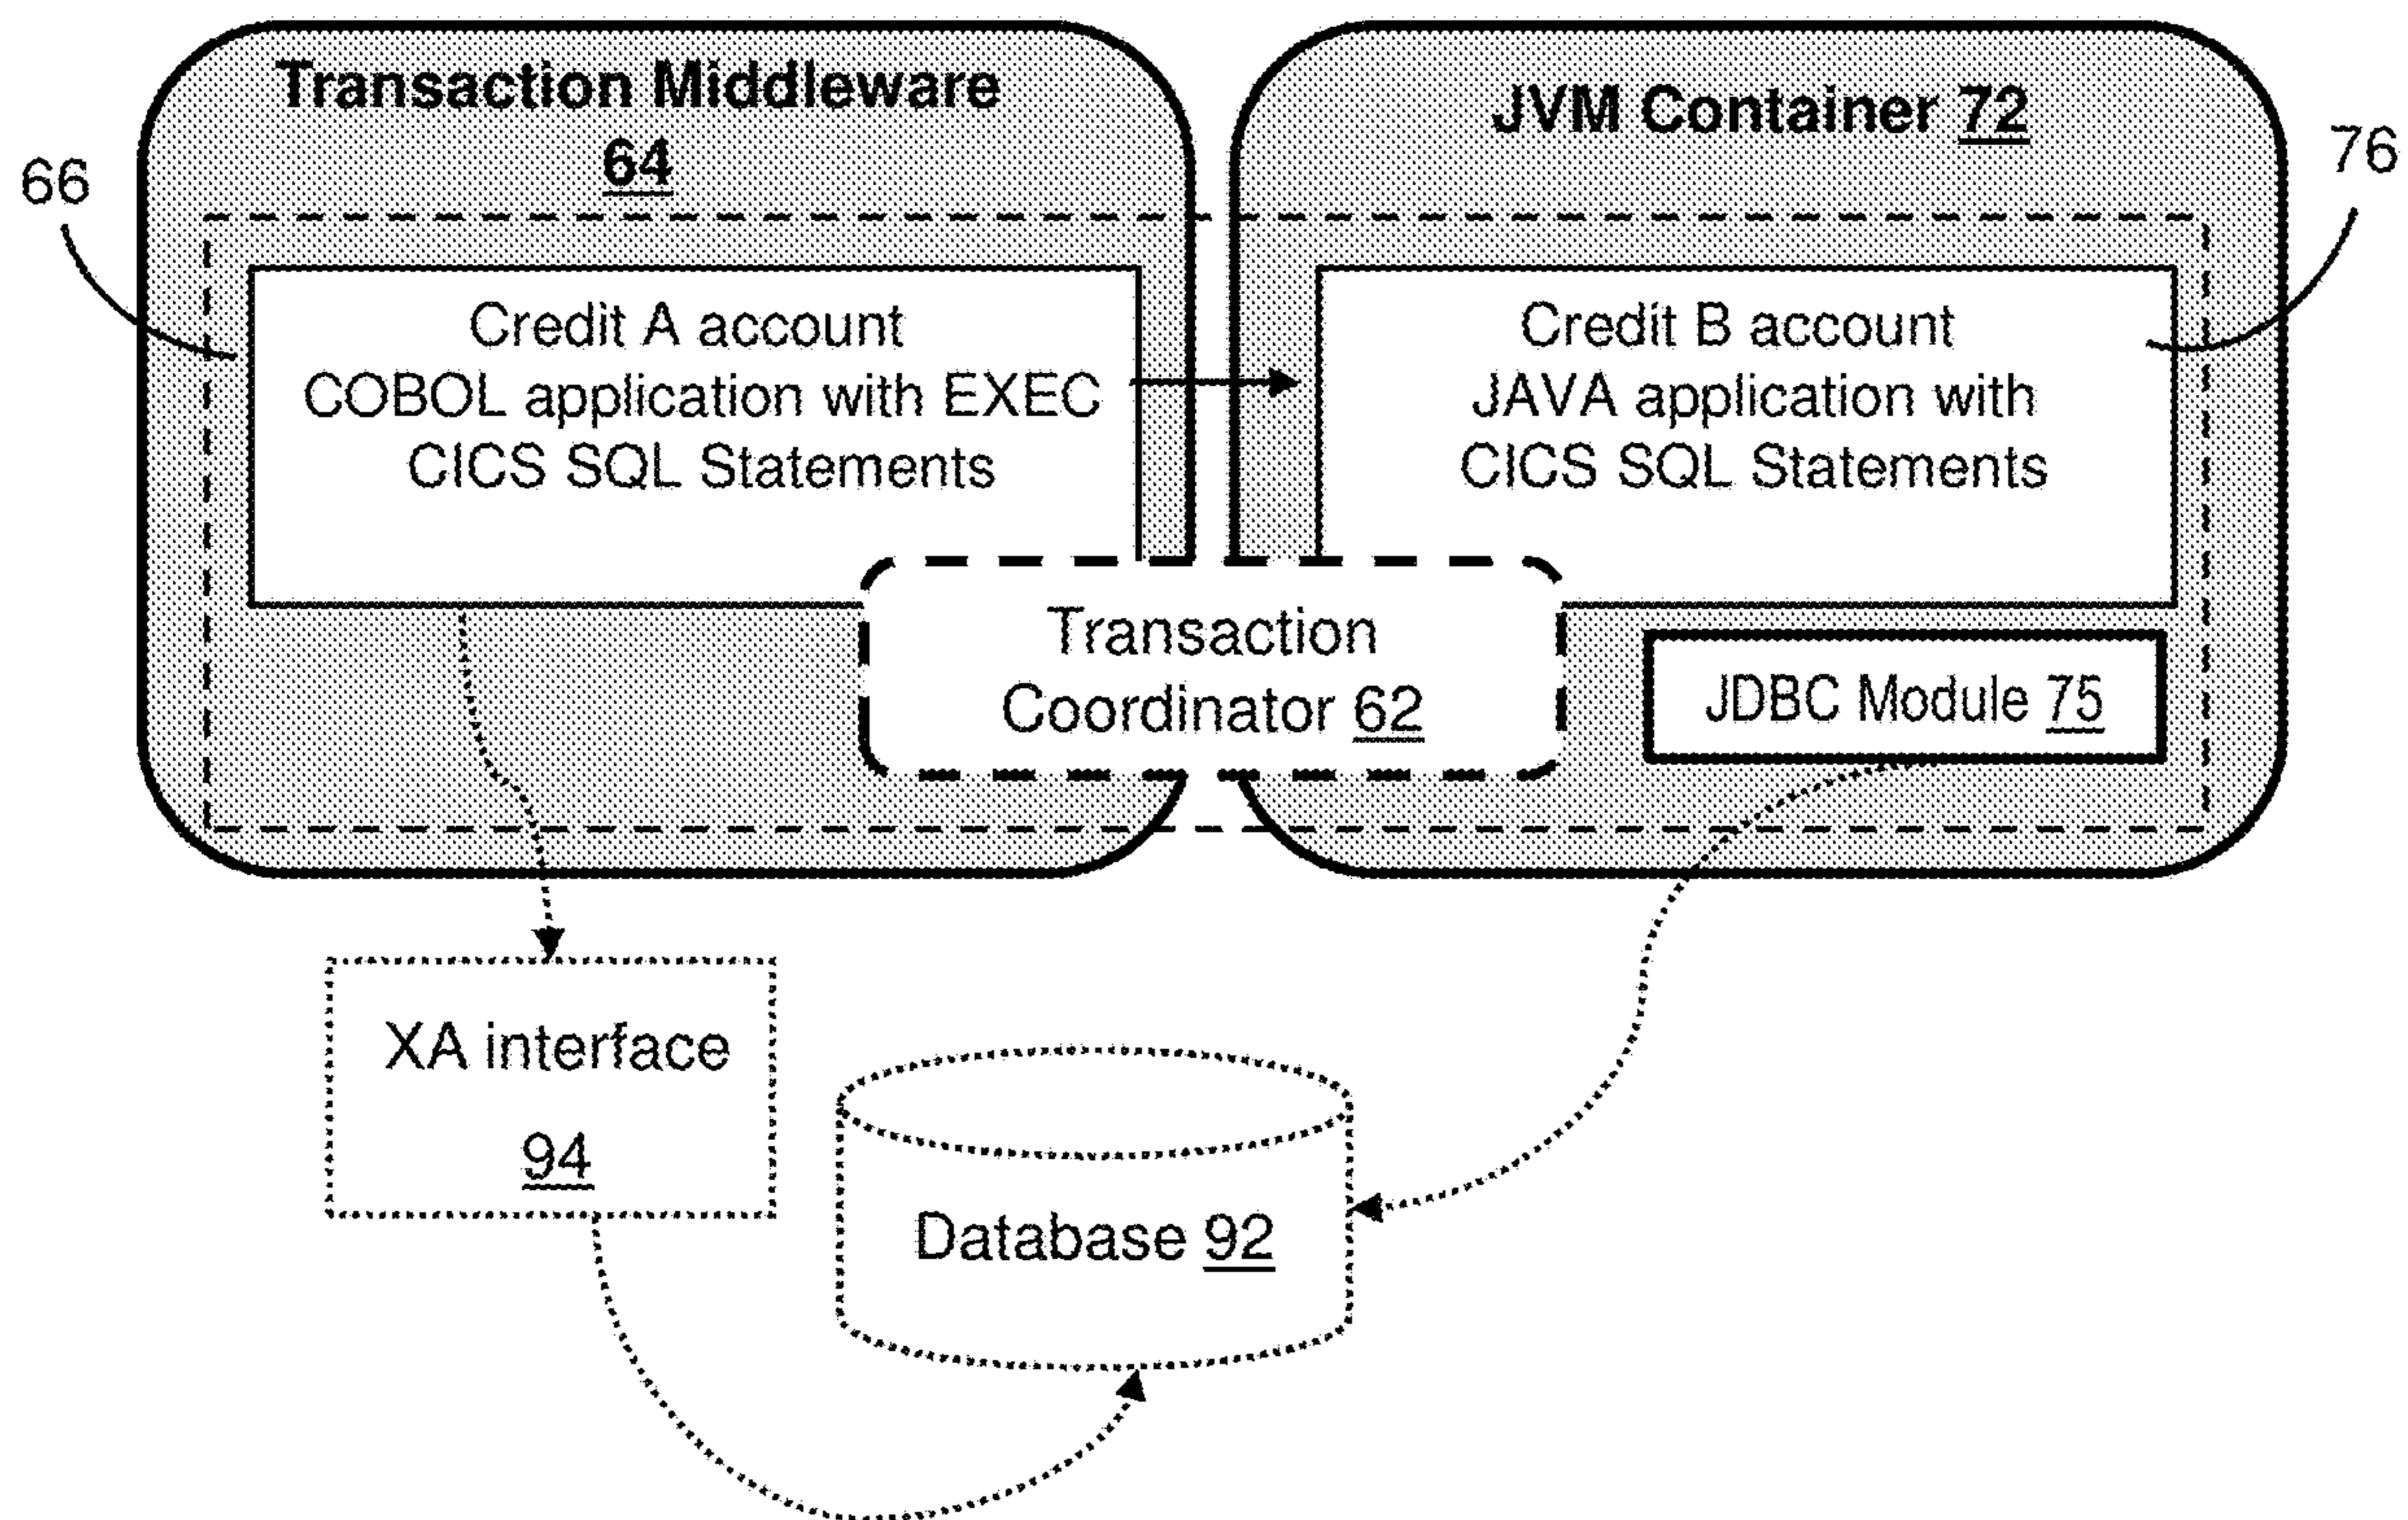 Transaction Middleware
64
JVM Container 72
66
76
Credit A account
COBOL application with EXEC
CICS SQL Statements
Credit B account
JAVA application with
CICS SQL Statements
Transaction
Coordinator 62
JDBC Module 75
XA interface
94
Database 92